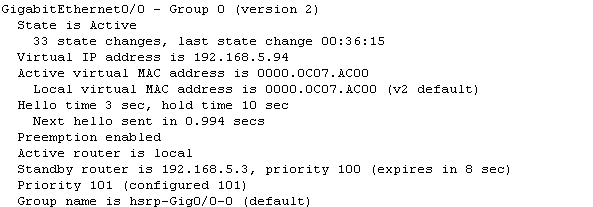 GigabitEthernet0/0 - Group 0 (version 2)
State is Active
33 state changes, last state change 00:36:15
Virtual IP address is 192.168.5.94
Active virtual MAC address is 0000.0C07.AC00
Local virtual MAC address is 0000.0C07.AC00 (v2 default)
Hello time 3 sec, hold time 10 sec
Next hello sent in 0.994 secs
Preemption enabled
Active router is local
Standby router is 192.168.5.3, priority 100 (expires in 8 sec)
Priority 101 (configured 101)
Group name is hsrp-Gig0/0-0 (default)